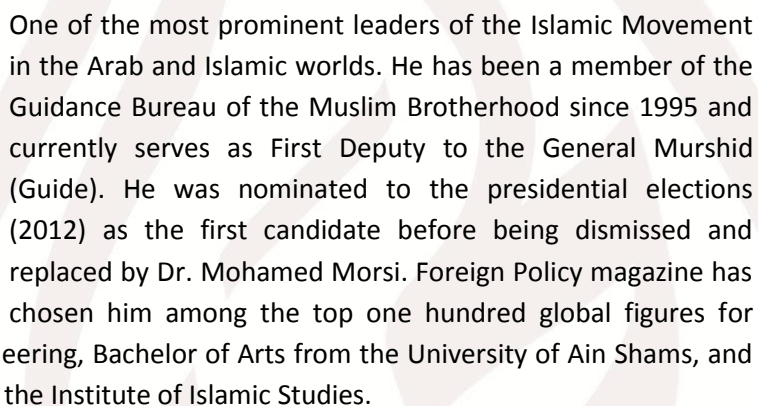 One of the most prominent leaders of the Islamic Movement
in the Arab and Islamic worlds. He has been a member of the
Guidance Bureau of the Muslim Brotherhood since 1995 and
currently serves as First Deputy to the General Murshid
(Guide). He was nominated to the presidential elections
(2012) as the first candidate before being dismissed and
replaced by Dr. Mohamed Morsi. Foreign Policy magazine has
chosen him among the top one hundred global figures for
eering, Bachelor of Arts from the University of Ain Shams, and
the Institute of Islamic Studies.